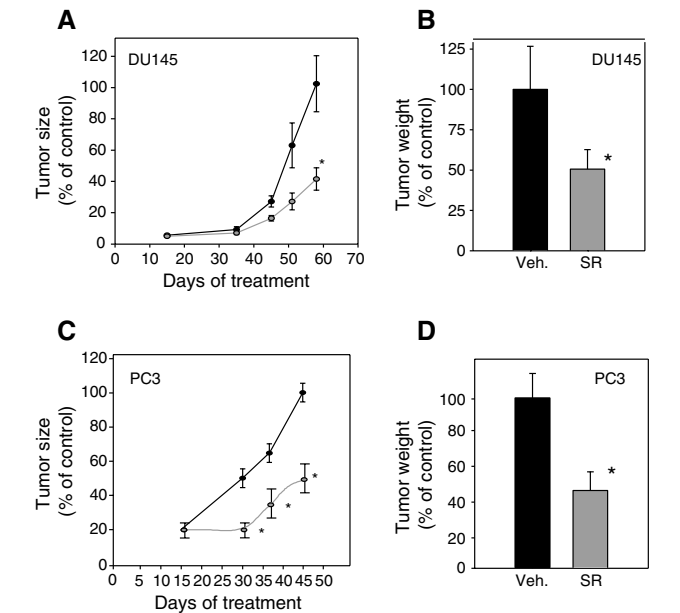 A
DU145
Tumor size
(% of control)
120
100
80
60
40
20
0
*
0 10 20 30 40 50 60 70
Days of treatment
B
DU145
Tumor weight
(% of control)
125
100
75
50
25
0
*
Veh. SR
C
PC3
Tumor size
(% of control)
120
100
80
60
40
20
0
* * *
0 5 10 15 20 25 30 35 40 45 50
Days of treatment
D
PC3
Tumor weight
(% of control)
100
80
60
40
20
0
*
Veh. SR